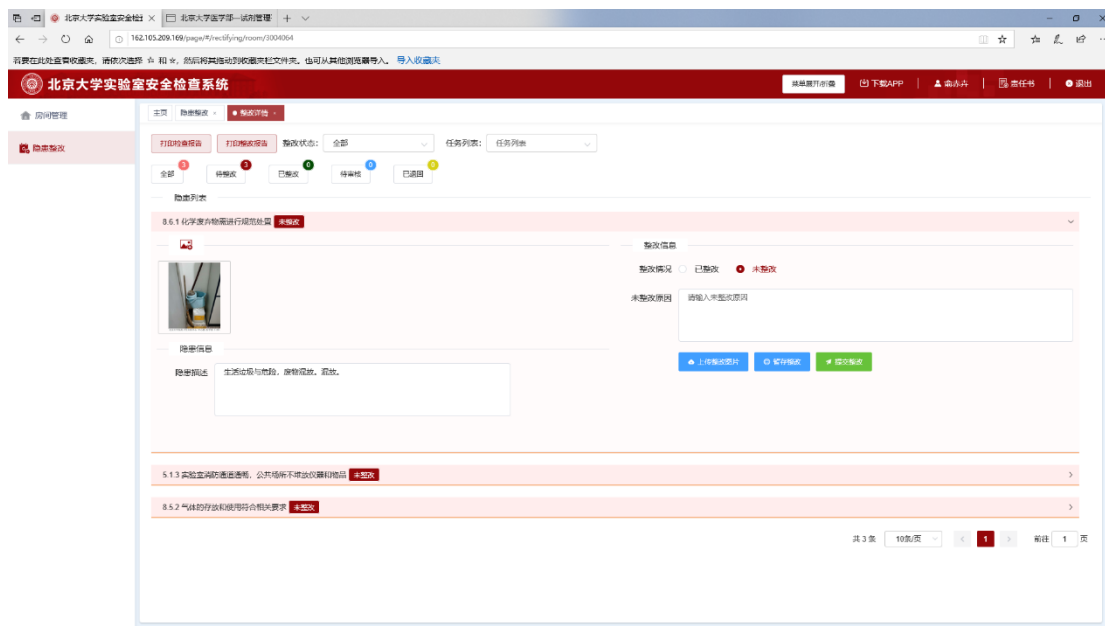 北京大学实验室安全检查 ×
北京大学医学部--试剂管理
162.105.209.169/page/#/rectifying/room/3004064
若要在此处查看收藏夹，请依次选择 ☆ 和 ☆，然后将其拖动到收藏夹栏文件夹。也可从其他浏览器导入。 导入收藏夹
北京大学实验室安全检查系统
菜单展开/折叠 下载APP | | 责任书 | 退出
房间管理
隐患整改
主页 隐患整改 × 整改详情 ×
打印检查报告 打印整改报告 整改状态： 全部 任务列表： 任务列表
全部 3 待整改 3 已整改 0 待审核 0 已退回 0
隐患列表
8.6.1 化学废弃物需进行规范处置 未整改
整改信息
整改情况 已整改 未整改
未整改原因 请输入未整改原因
上传整改照片 暂存整改 提交整改
隐患信息
隐患描述 生活垃圾与危险、废物混放。混放。
5.1.3 实验室消防通道通畅，公共场所不堆放仪器和物品 未整改
8.5.2 气体的存放和使用符合相关要求 未整改
共 3 条 10条/页 < 1 > 前往 1 页